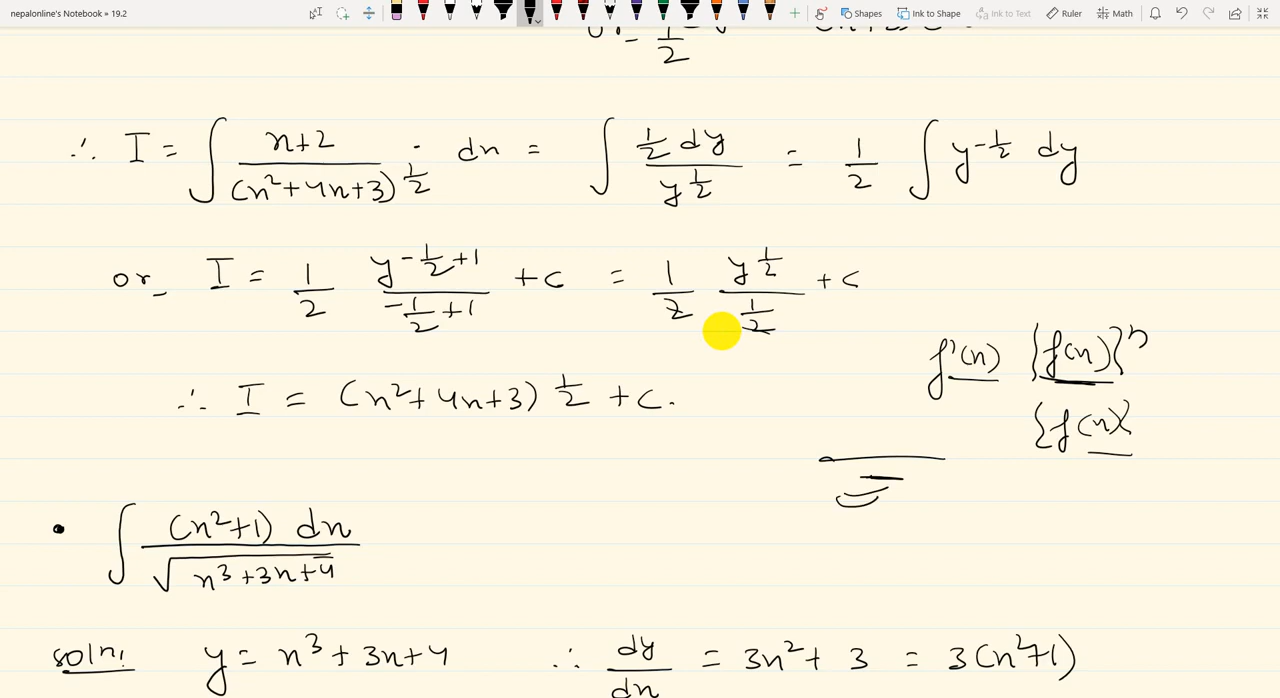 nepalonline's Notebook » 19.2
Shapes Ink to Shape Ink to Text Ruler Math
∴ I = ∫ (x+2)/(x²+4x+3)^(1/2) · dx = ∫ (1/2 dy)/(y^(1/2)) = 1/2 ∫ y^(-1/2) dy
or I = 1/2 y^(-1/2+1)/(-1/2+1) + c = 1/2 y^(1/2)/(1/2) + c
f'(x) {f(x)}ⁿ
∴ I = (x²+4x+3)^(1/2) + c.
{f(x)}
• ∫ (x²+1) dx/√(x³+3x+4)
soln: y = x³+3x+4 ∴ dy/dx = 3x²+3 = 3(x²+1)